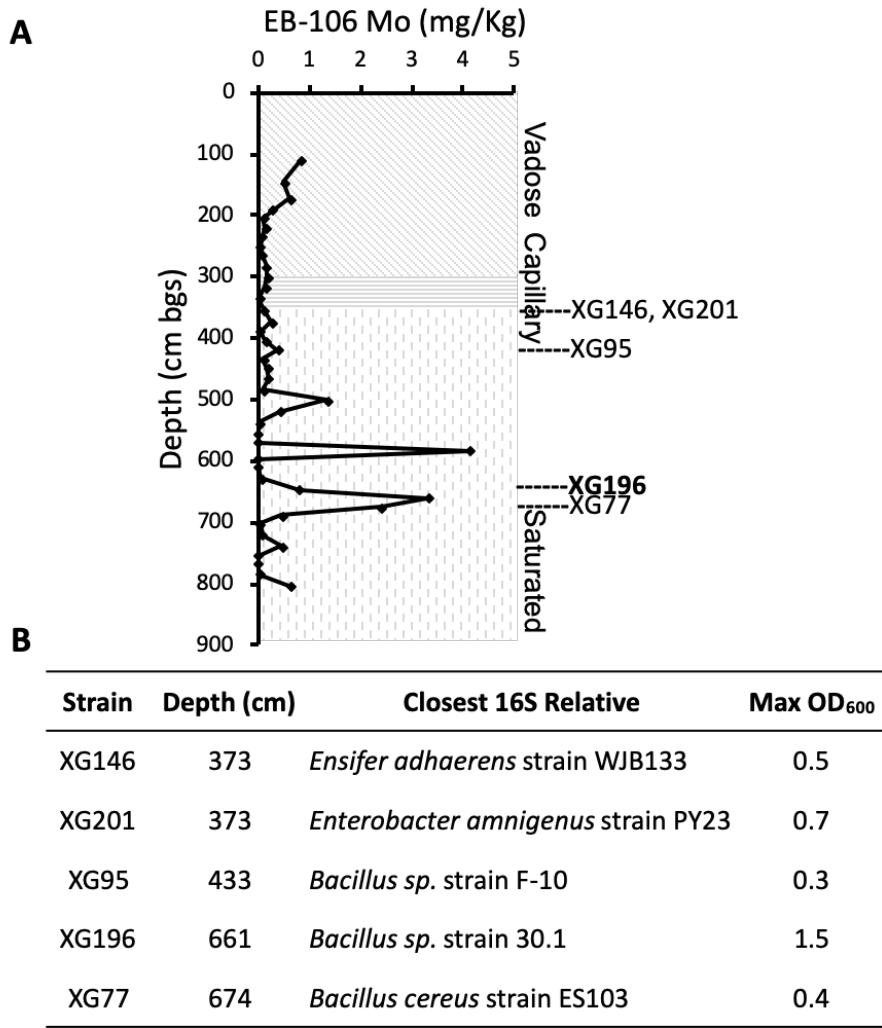 A
EB-106 Mo (mg/Kg)
0 1 2 3 4 5
Depth (cm bgs)
0
100
200
300
400
500
600
700
800
900
Vadose
Capillary
Saturated
XG146, XG201
XG95
XG196
XG77
B
Strain Depth (cm) Closest 16S Relative Max OD600
XG146 373 Ensifer adhaerens strain WJB133 0.5
XG201 373 Enterobacter amnigenus strain PY23 0.7
XG95 433 Bacillus sp. strain F-10 0.3
XG196 661 Bacillus sp. strain 30.1 1.5
XG77 674 Bacillus cereus strain ES103 0.4